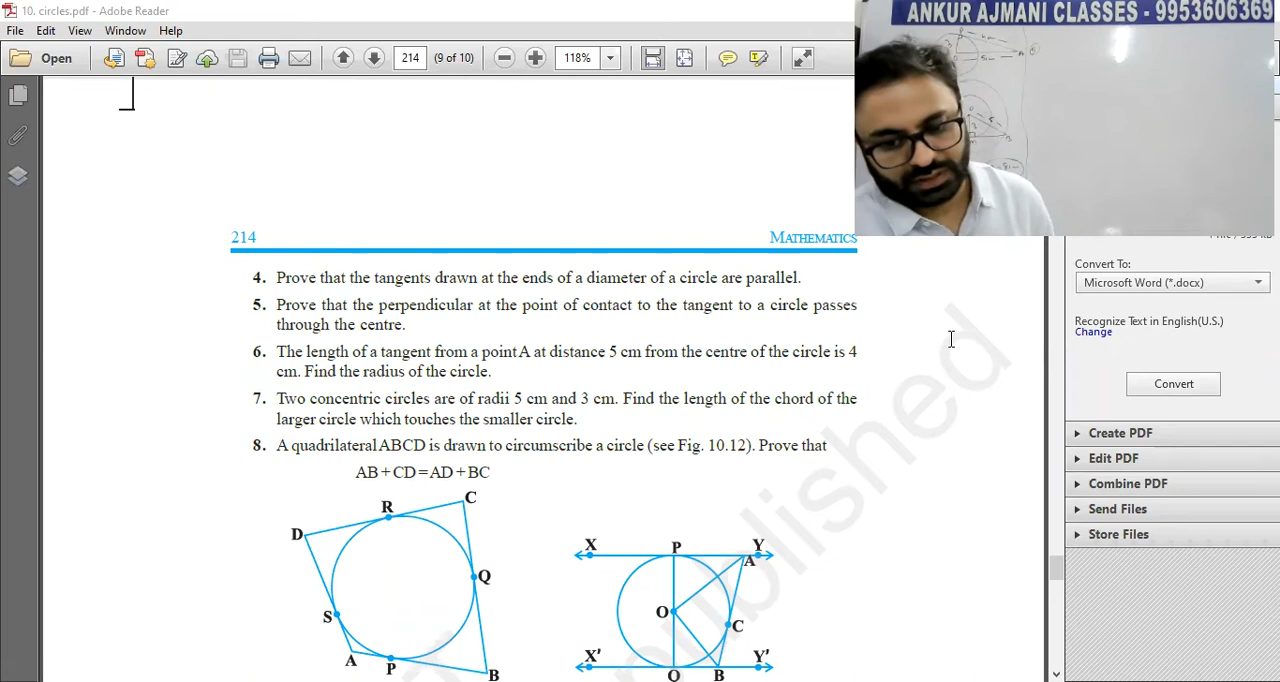 10. circles.pdf - Adobe Reader
File Edit View Window Help
Open
214
(9 of 10)
118%
ANKUR AJMANI CLASSES - 9953606369
214
MATHEMATICS
4. Prove that the tangents drawn at the ends of a diameter of a circle are parallel.
5. Prove that the perpendicular at the point of contact to the tangent to a circle passes
through the centre.
6. The length of a tangent from a point A at distance 5 cm from the centre of the circle is 4
cm. Find the radius of the circle.
7. Two concentric circles are of radii 5 cm and 3 cm. Find the length of the chord of the
larger circle which touches the smaller circle.
8. A quadrilateral ABCD is drawn to circumscribe a circle (see Fig. 10.12). Prove that
AB + CD = AD + BC
R
C
D
Q
S
A
P
B
X
P
Y
A
O
C
X'
Q
B
Y'
Convert To:
Microsoft Word (*.docx)
Recognize Text in English(U.S.)
Change
Convert
Create PDF
Edit PDF
Combine PDF
Send Files
Store Files